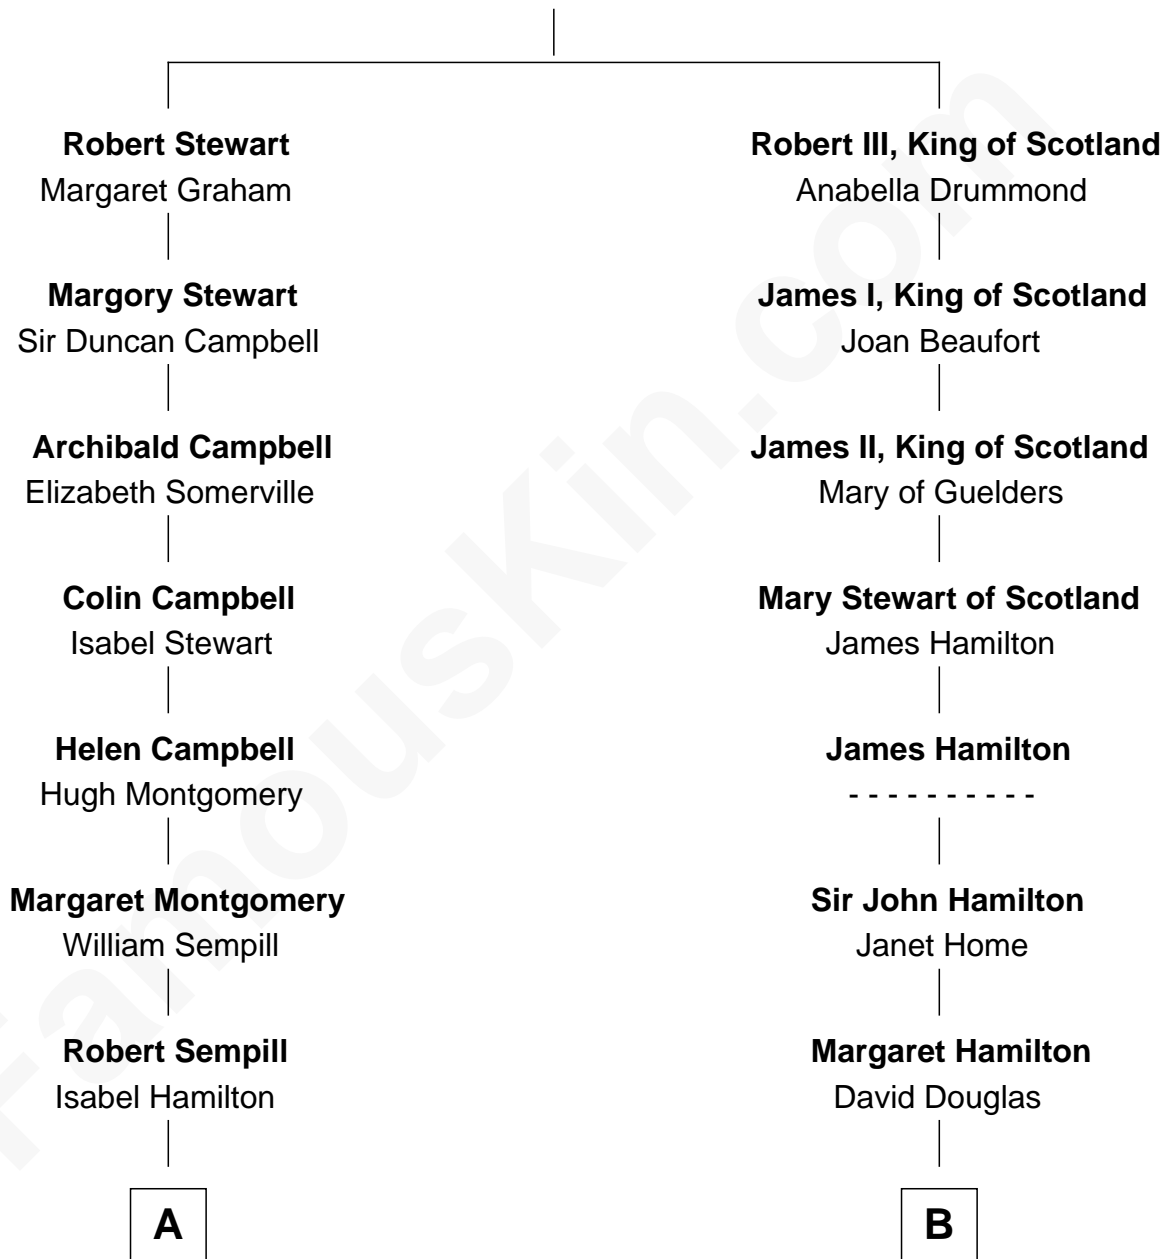 Robert Stewart
Margaret Graham
Margory Stewart
Sir Duncan Campbell
Archibald Campbell
Elizabeth Somerville
Colin Campbell
Isabel Stewart
Helen Campbell
Hugh Montgomery
Margaret Montgomery
William Sempill
Robert Sempill
Isabel Hamilton
A
Robert III, King of Scotland
Anabella Drummond
James I, King of Scotland
Joan Beaufort
James II, King of Scotland
Mary of Guelders
Mary Stewart of Scotland
James Hamilton
James Hamilton
- - - - - - - - - -
Sir John Hamilton
Janet Home
Margaret Hamilton
David Douglas
B
FamousKin.com